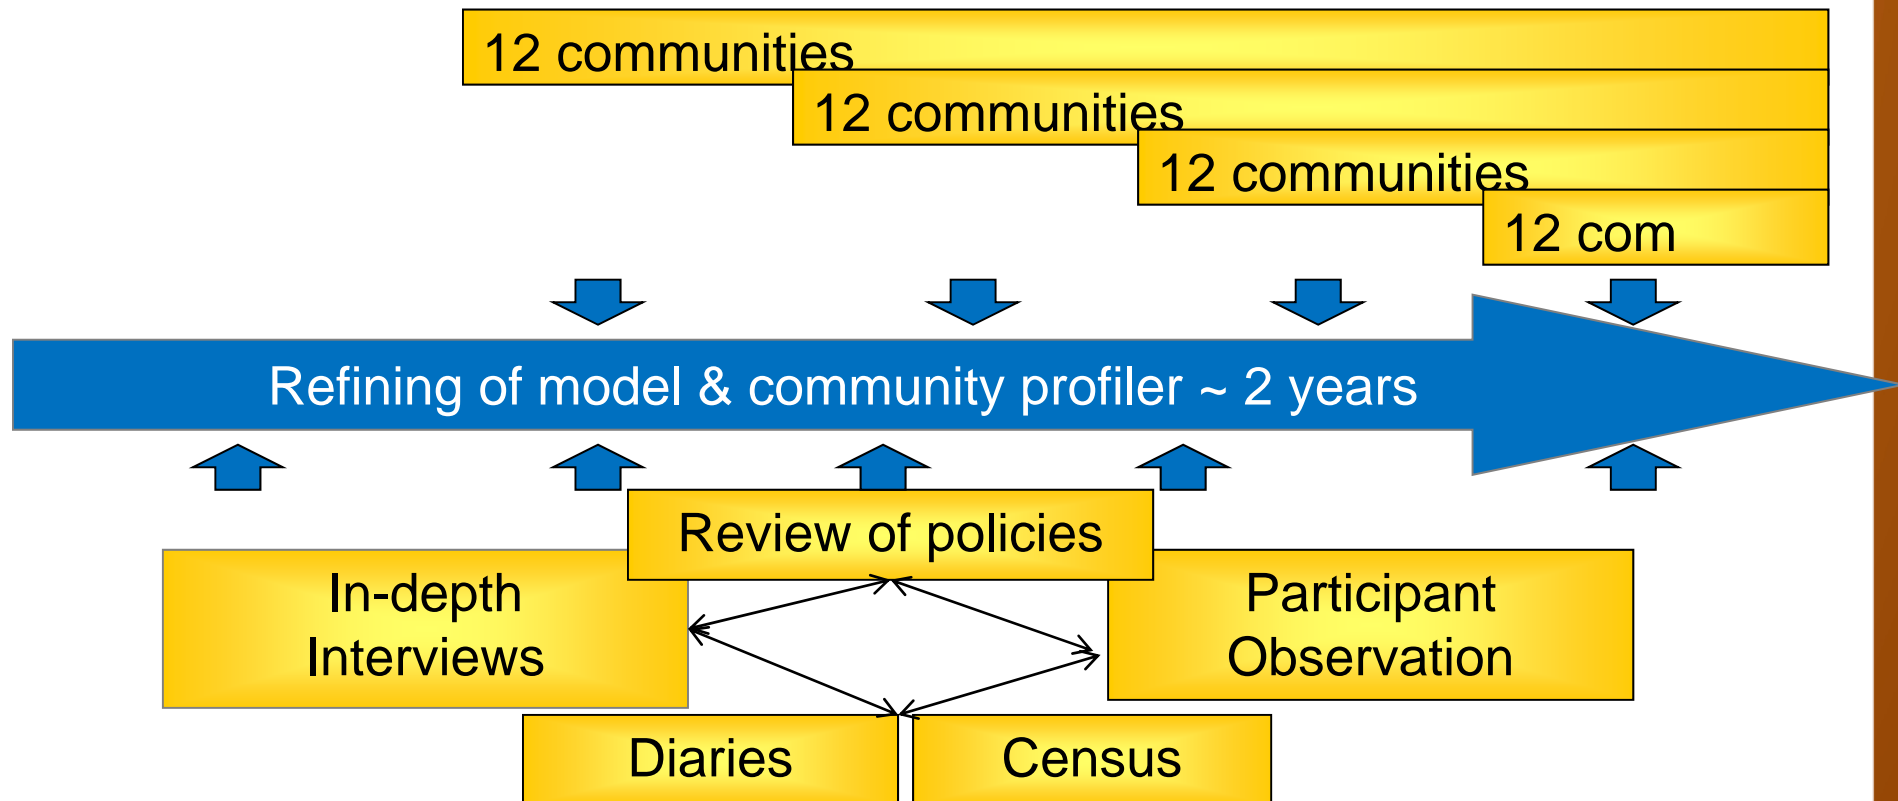 12 communities
12 communities
12 communities
12 com
Refining of model & community profiler ~ 2 years
Review of policies
In-depth
Interviews
Participant
Observation
Diaries
Census